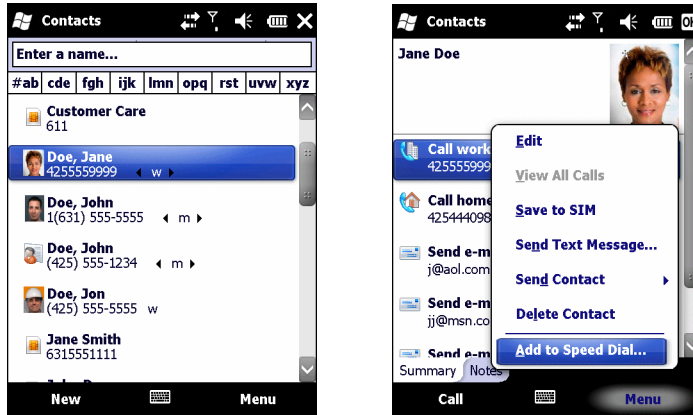 Contacts
Enter a name...
#ab cde fgh ijk lmn opq rst uvw xyz
Customer Care
611
Doe, Jane
4255559999 w
Doe, John
1(631) 555-5555 m
Doe, John
(425) 555-1234 m
Doe, Jon
(425) 555-5555 w
Jane Smith
6315551111
New Menu
Contacts
Jane Doe
Call work
425555999
Call home
425444098
Send e-m
j@aol.com
Send e-m
jj@msn.co
Send e-m
Summary Notes
Edit
View All Calls
Save to SIM
Send Text Message...
Send Contact
Delete Contact
Add to Speed Dial...
Call Menu